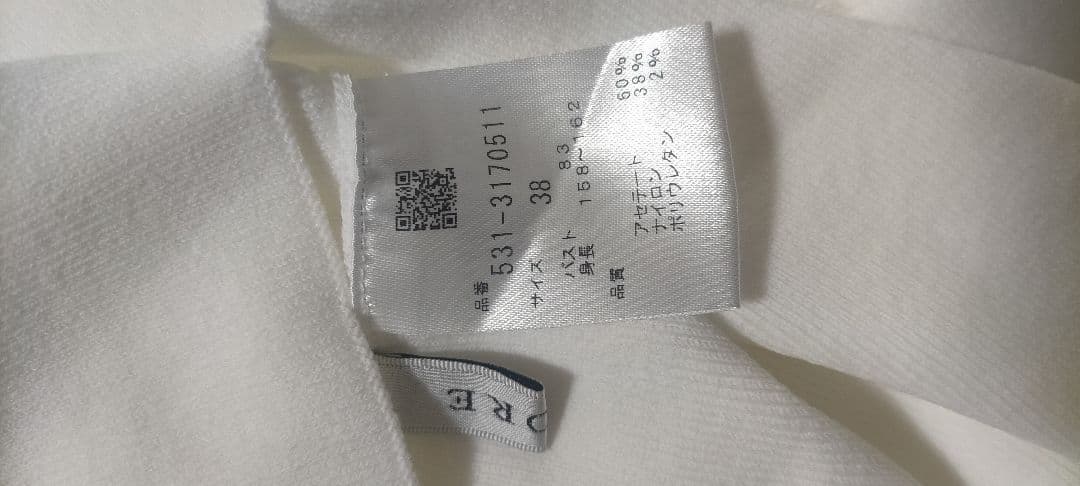 品番
531-3170511
サイズ 38
バスト 83
身長 158~162
品質
アセテート 60%
ナイロン 38%
ポリウレタン 2%
RE